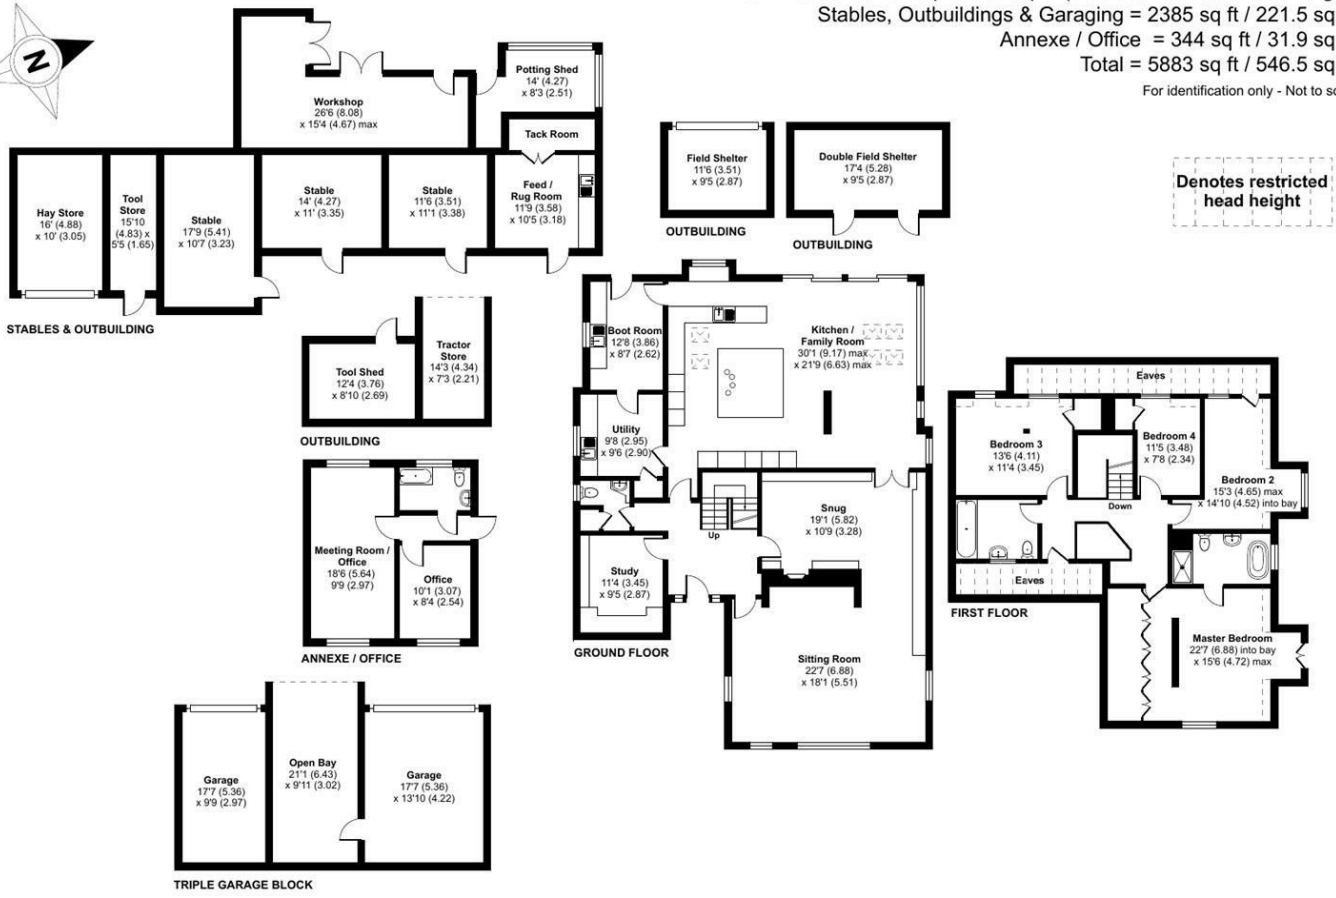 Stables, Outbuildings & Garaging = 2385 sq ft / 221.5 sq
Annexe / Office = 344 sq ft / 31.9 sq
Total = 5883 sq ft / 546.5 sq
For identification only - Not to
Denotes restricted
head height
N
Workshop
26'6 (8.08)
x 15'4 (4.67) max
Potting Shed
14' (4.27)
x 8'3 (2.51)
Tack Room
Hay Store
16' (4.88)
x 10' (3.05)
Tool
Store
15'10
(4.83) x
5'5 (1.65)
Stable
17'9 (5.41)
x 10'7 (3.23)
Stable
14' (4.27)
x 11' (3.35)
Stable
11'6 (3.51)
x 11'1 (3.38)
Feed /
Rug Room
11'9 (3.58)
x 10'5 (3.18)
STABLES & OUTBUILDING
Field Shelter
11'6 (3.51)
x 9'5 (2.87)
OUTBUILDING
Double Field Shelter
17'4 (5.28)
x 9'5 (2.87)
OUTBUILDING
Tool Shed
12'4 (3.76)
x 8'10 (2.69)
Tractor
Store
14'3 (4.34)
x 7'3 (2.21)
OUTBUILDING
Meeting Room /
Office
18'6 (5.64)
9'9 (2.97)
Office
10'1 (3.07)
x 8'4 (2.54)
ANNEXE / OFFICE
Garage
17'7 (5.36)
x 9'9 (2.97)
Open Bay
21'1 (6.43)
x 9'11 (3.02)
Garage
17'7 (5.36)
x 13'10 (4.22)
TRIPLE GARAGE BLOCK
Boot Room
12'8 (3.86)
x 8'7 (2.62)
Kitchen /
Family Room
30'1 (9.17) max
x 21'9 (6.63) max
Utility
9'8 (2.95)
x 9'6 (2.90)
Up
Snug
19'1 (5.82)
x 10'9 (3.28)
Study
11'4 (3.45)
x 9'5 (2.87)
Sitting Room
22'7 (6.88)
x 18'1 (5.51)
GROUND FLOOR
Eaves
Bedroom 3
13'6 (4.11)
x 11'4 (3.45)
Bedroom 4
11'5 (3.48)
x 7'8 (2.34)
Bedroom 2
15'3 (4.65) max
x 14'10 (4.52) into bay
Down
Eaves
Master Bedroom
22'7 (6.88) into bay
x 15'6 (4.72) max
FIRST FLOOR